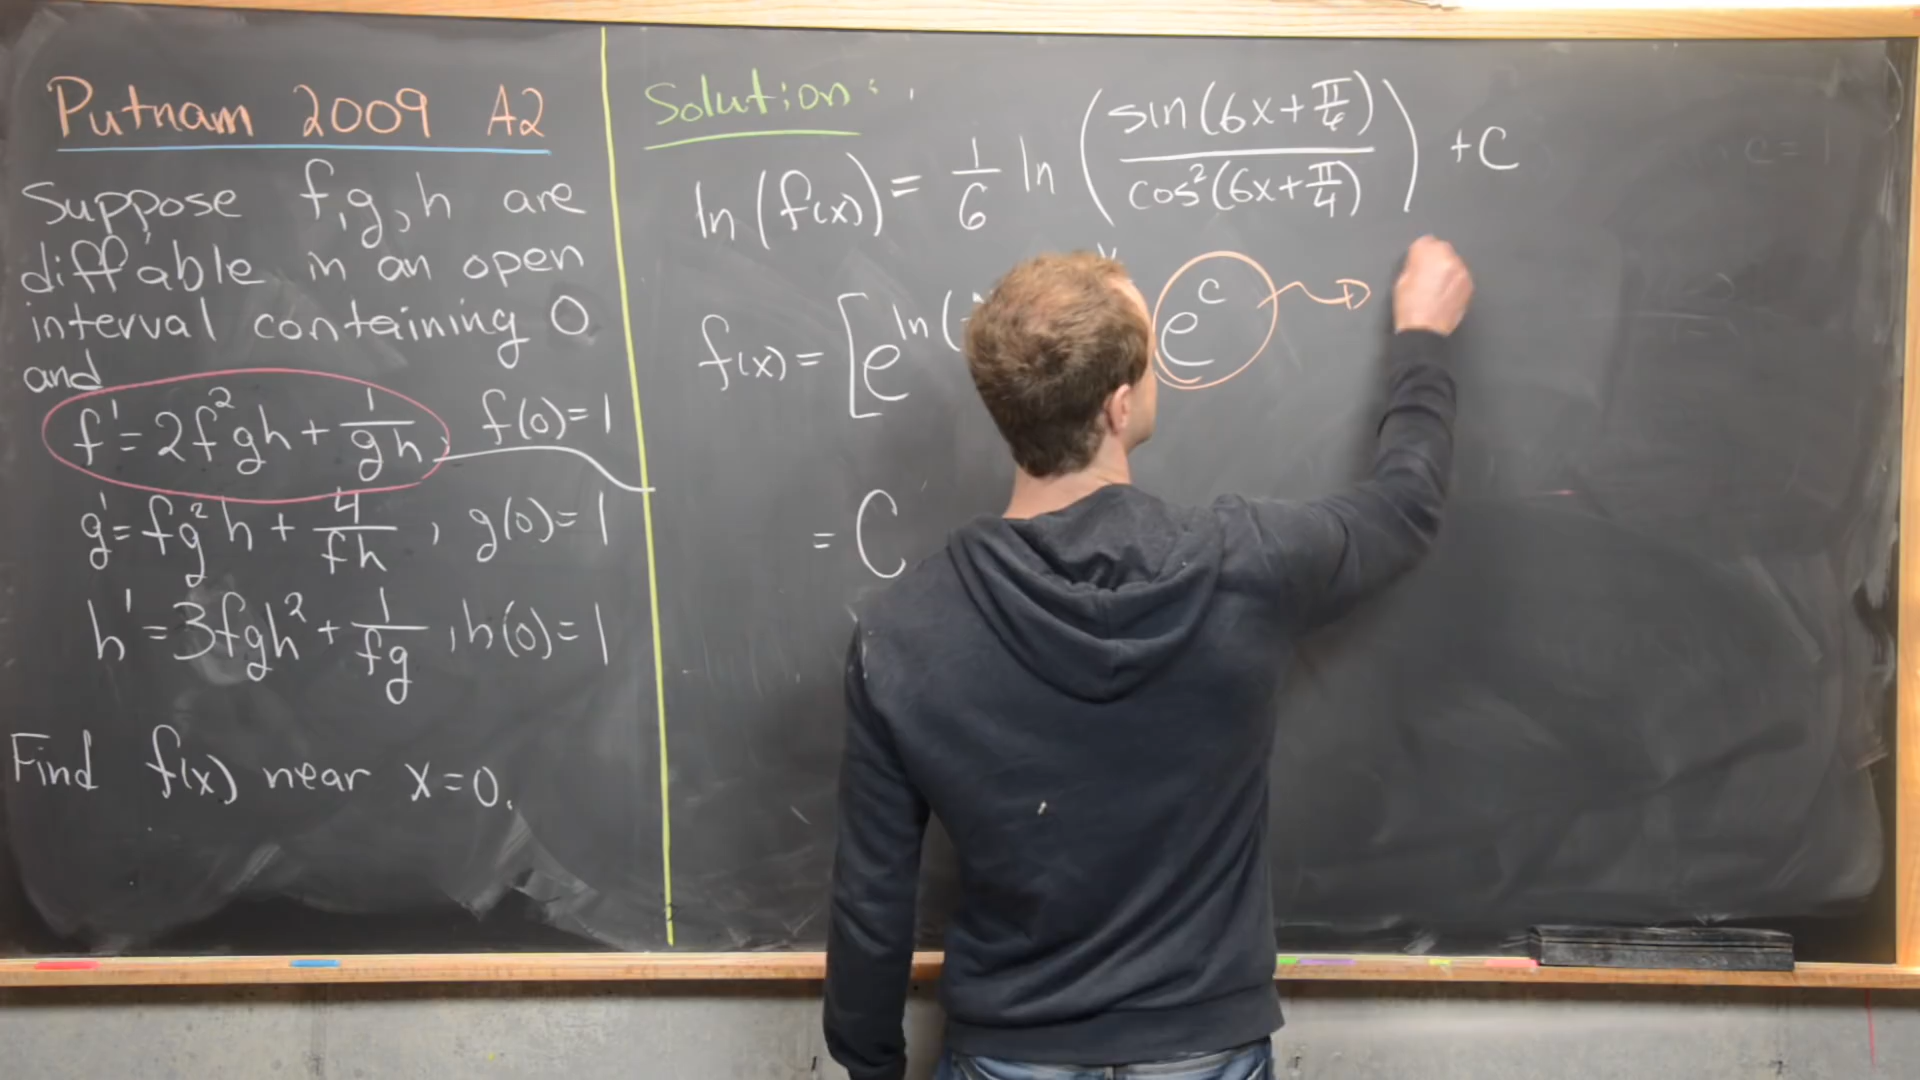 Putnam 2009 A2
Suppose f,g,h are
diff'able in an open
interval containing 0
and
f' = 2f²gh + 1/gh, f(0)=1
g' = fg²h + 4/fh, g(0)=1
h' = 3fgh² + 1/fg, h(0)=1
Find f(x) near x=0.
Solution:
ln(f(x)) = 1/6 ln(sin(6x+π/4)/cos²(6x+π/4)) + C
f(x) = [e^ln( e^C
= C
c=1